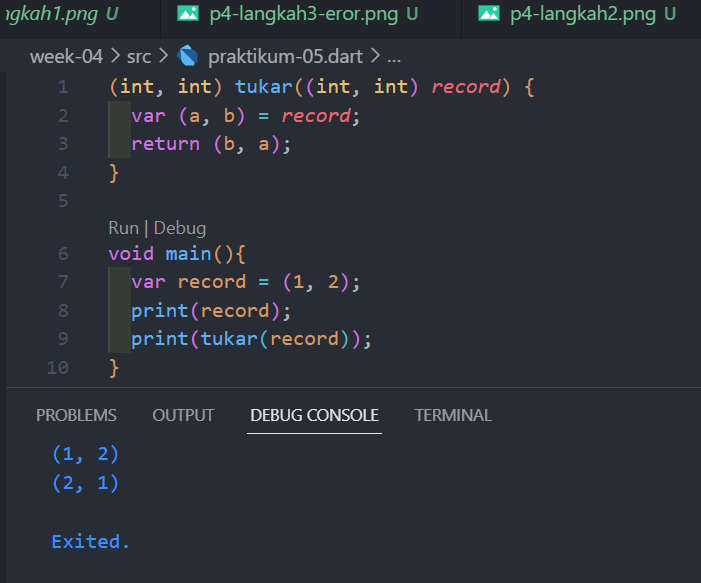 ngkah1.png U p4-langkah3-eror.png U p4-langkah2.png U
week-04 > src > praktikum-05.dart > ...
1 (int, int) tukar((int, int) record) {
2 var (a, b) = record;
3 return (b, a);
4 }
5
Run | Debug
6 void main(){
7 var record = (1, 2);
8 print(record);
9 print(tukar(record));
10 }
PROBLEMS OUTPUT DEBUG CONSOLE TERMINAL
(1, 2)
(2, 1)
Exited.